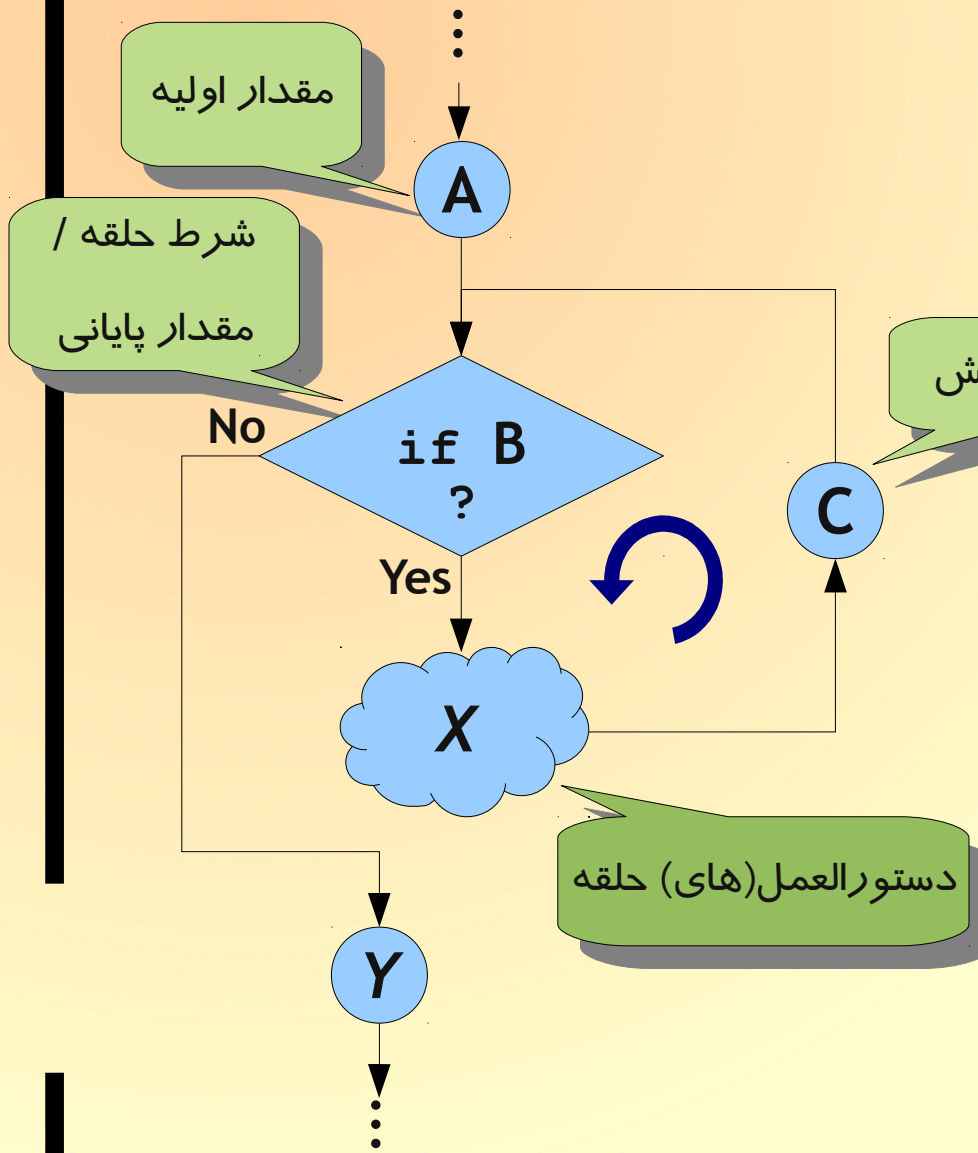 مقدار اولیه
A
شرط حلقه /
مقدار پایانی
No
if B
?
C
Yes
X
دستورالعمل(های) حلقه
Y